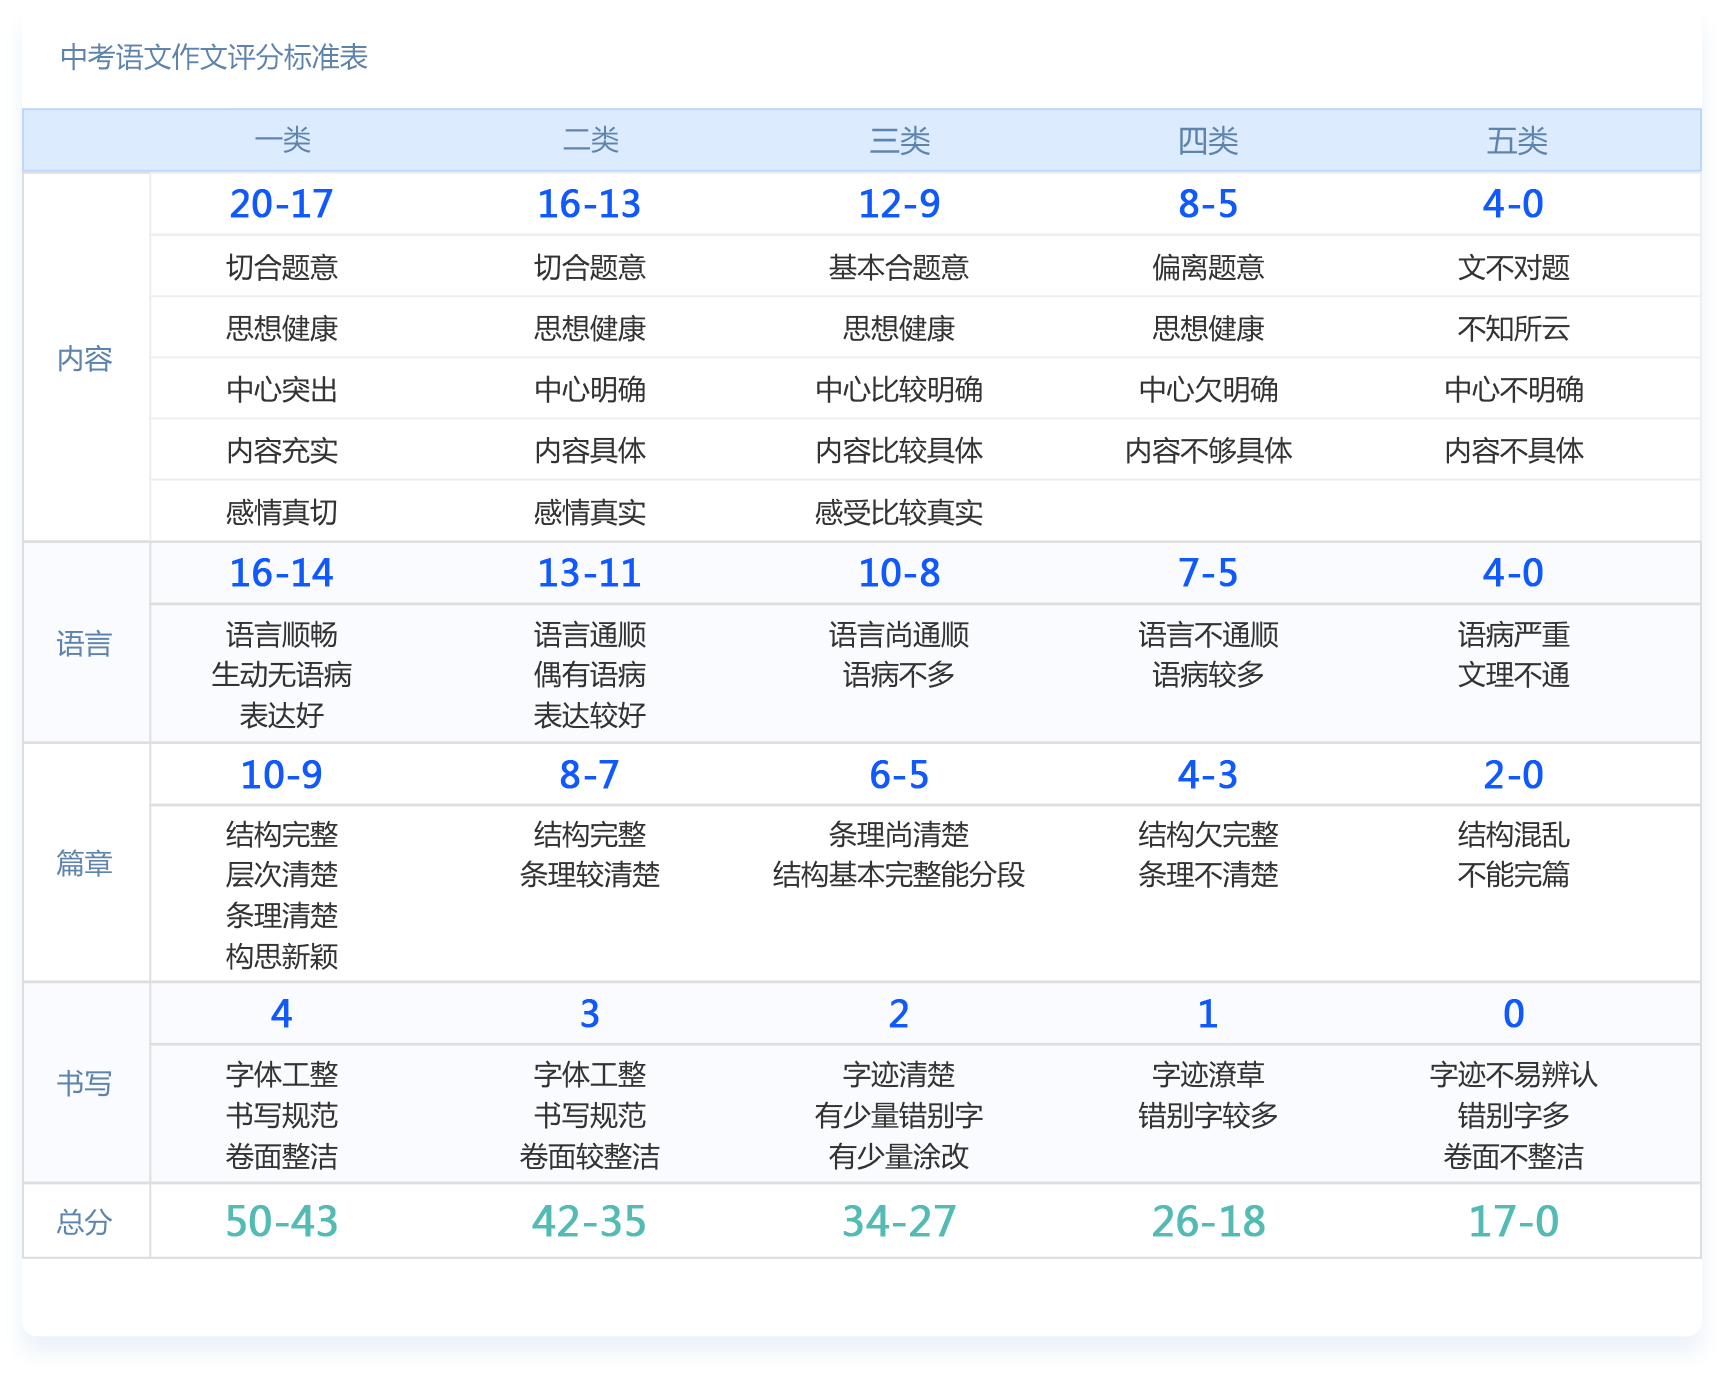 中考语文作文评分标准表
一类 二类 三类 四类 五类
20-17 16-13 12-9 8-5 4-0
切合题意 切合题意 基本合题意 偏离题意 文不对题
思想健康 思想健康 思想健康 思想健康 不知所云
内容
中心突出 中心明确 中心比较明确 中心欠明确 中心不明确
内容充实 内容具体 内容比较具体 内容不够具体 内容不具体
感情真切 感情真实 感受比较真实
16-14 13-11 10-8 7-5 4-0
语言
语言顺畅 语言通顺 语言尚通顺 语言不通顺 语病严重
生动无语病 偶有语病 语病不多 语病较多 文理不通
表达好 表达较好
10-9 8-7 6-5 4-3 2-0
结构完整 结构完整 条理尚清楚 结构欠完整 结构混乱
篇章
层次清楚 条理较清楚 结构基本完整能分段 条理不清楚 不能完篇
条理清楚
构思新颖
4 3 2 1 0
字体工整 字体工整 字迹清楚 字迹潦草 字迹不易辨认
书写
书写规范 书写规范 有少量错别字 错别字较多 错别字多
卷面整洁 卷面较整洁 有少量涂改 卷面不整洁
总分 50-43 42-35 34-27 26-18 17-0